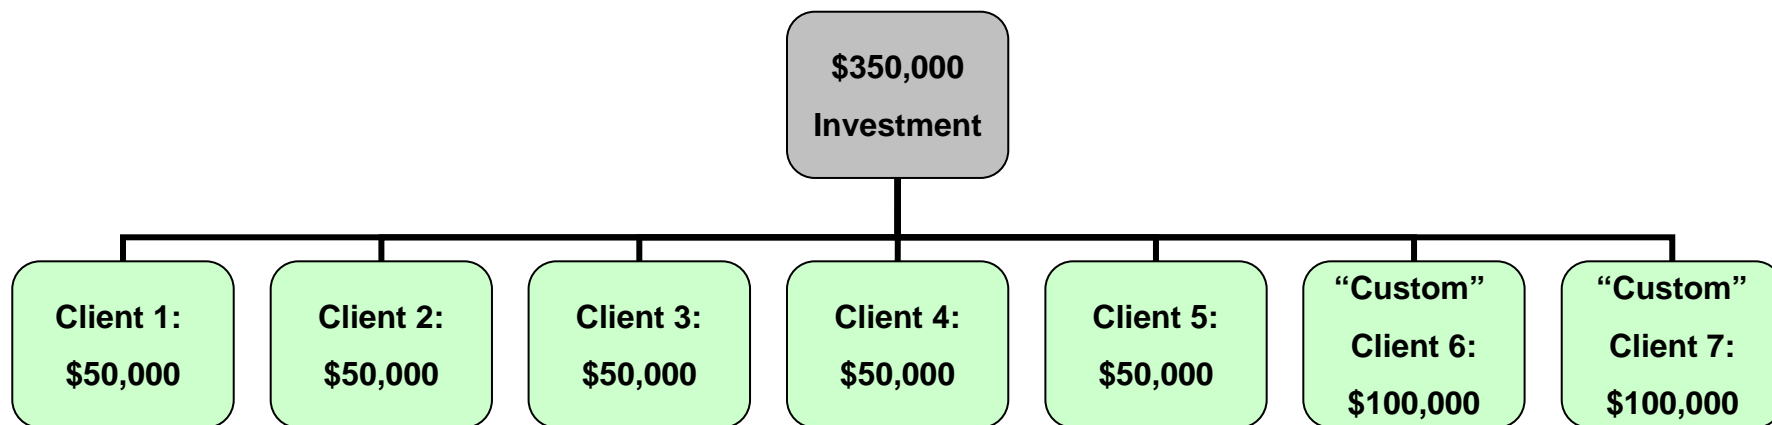 $350,000
Investment
Client 1:
$50,000
Client 2:
$50,000
Client 3:
$50,000
Client 4:
$50,000
Client 5:
$50,000
“Custom”
Client 6:
$100,000
“Custom”
Client 7:
$100,000